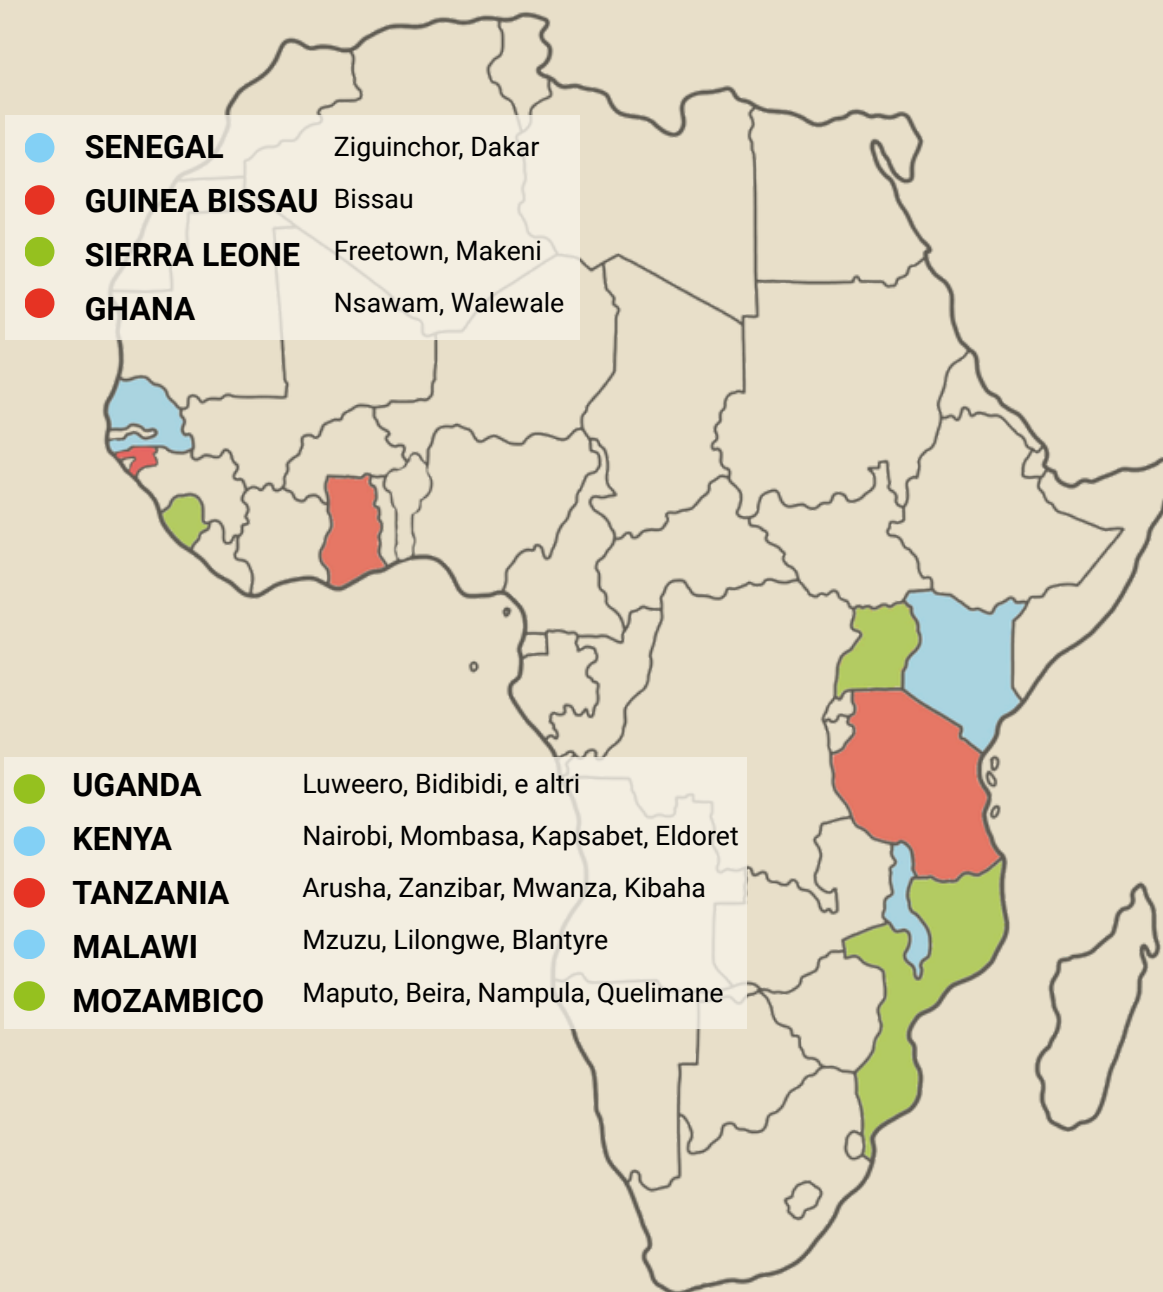 SENEGAL Ziguinchor, Dakar
GUINEA BISSAU Bissau
SIERRA LEONE Freetown, Makeni
GHANA Nsawam, Walewale
UGANDA Luweero, Bidibidi, e altri
KENYA Nairobi, Mombasa, Kapsabet, Eldoret
TANZANIA Arusha, Zanzibar, Mwanza, Kibaha
MALAWI Mzuzu, Lilongwe, Blantyre
MOZAMBICO Maputo, Beira, Nampula, Quelimane